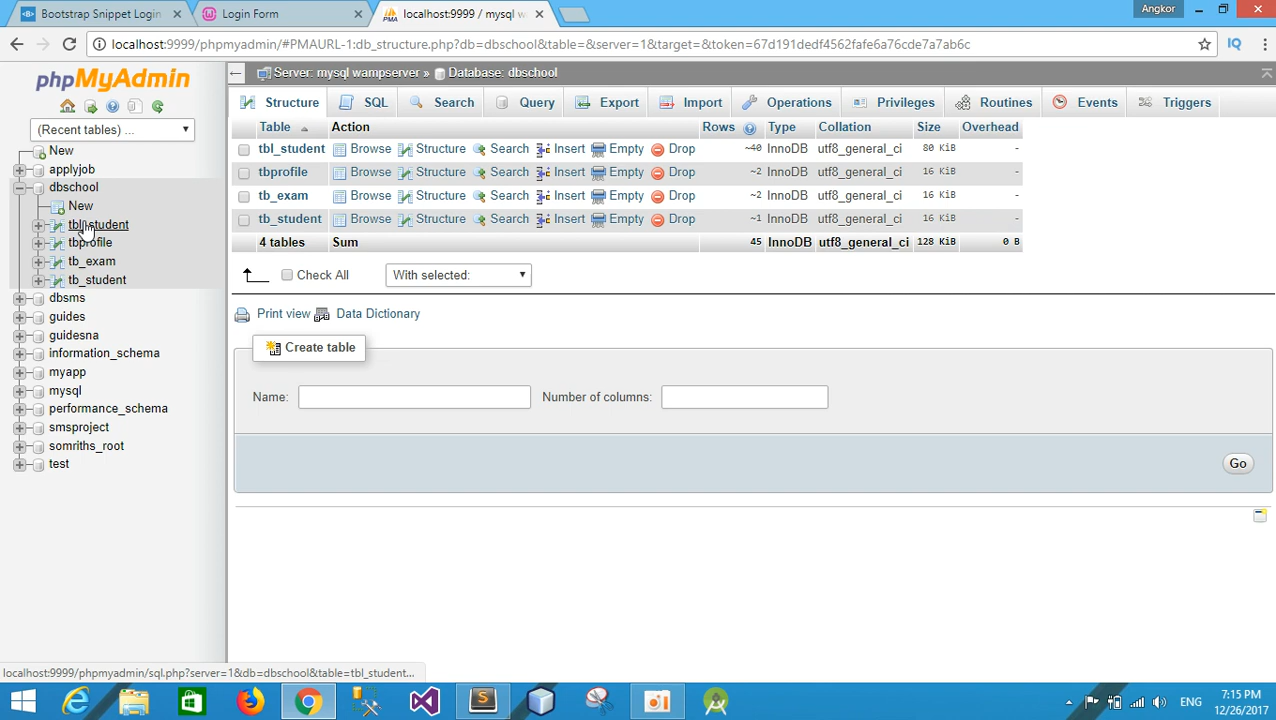 Bootstrap Snippet Login
Login Form
localhost:9999 / mysql w
Angkor
localhost:9999/phpmyadmin/#PMAURL-1:db_structure.php?db=dbschool&table=&server=1&target=&token=67d191dedf4562fafe6a76cde7a7ab6c
IQ
phpMyAdmin
Server: mysql wampserver » Database: dbschool
Structure SQL Search Query Export Import Operations Privileges Routines Events Triggers
(Recent tables) ...
New
applyjob
dbschool
New
tbl_student
tbprofile
tb_exam
tb_student
dbsms
guides
guidesna
information_schema
myapp
mysql
performance_schema
smsproject
somriths_root
test
Table Action Rows Type Collation Size Overhead
tbl_student Browse Structure Search Insert Empty Drop ~40 InnoDB utf8_general_ci 80 KiB -
tbprofile Browse Structure Search Insert Empty Drop ~2 InnoDB utf8_general_ci 16 KiB -
tb_exam Browse Structure Search Insert Empty Drop ~2 InnoDB utf8_general_ci 16 KiB -
tb_student Browse Structure Search Insert Empty Drop ~1 InnoDB utf8_general_ci 16 KiB -
4 tables Sum 45 InnoDB utf8_general_ci 128 KiB 0 B
Check All With selected:
Print view Data Dictionary
Create table
Name: Number of columns:
Go
localhost:9999/phpmyadmin/sql.php?server=1&db=dbschool&table=tbl_student...
ENG
7:15 PM
12/26/2017